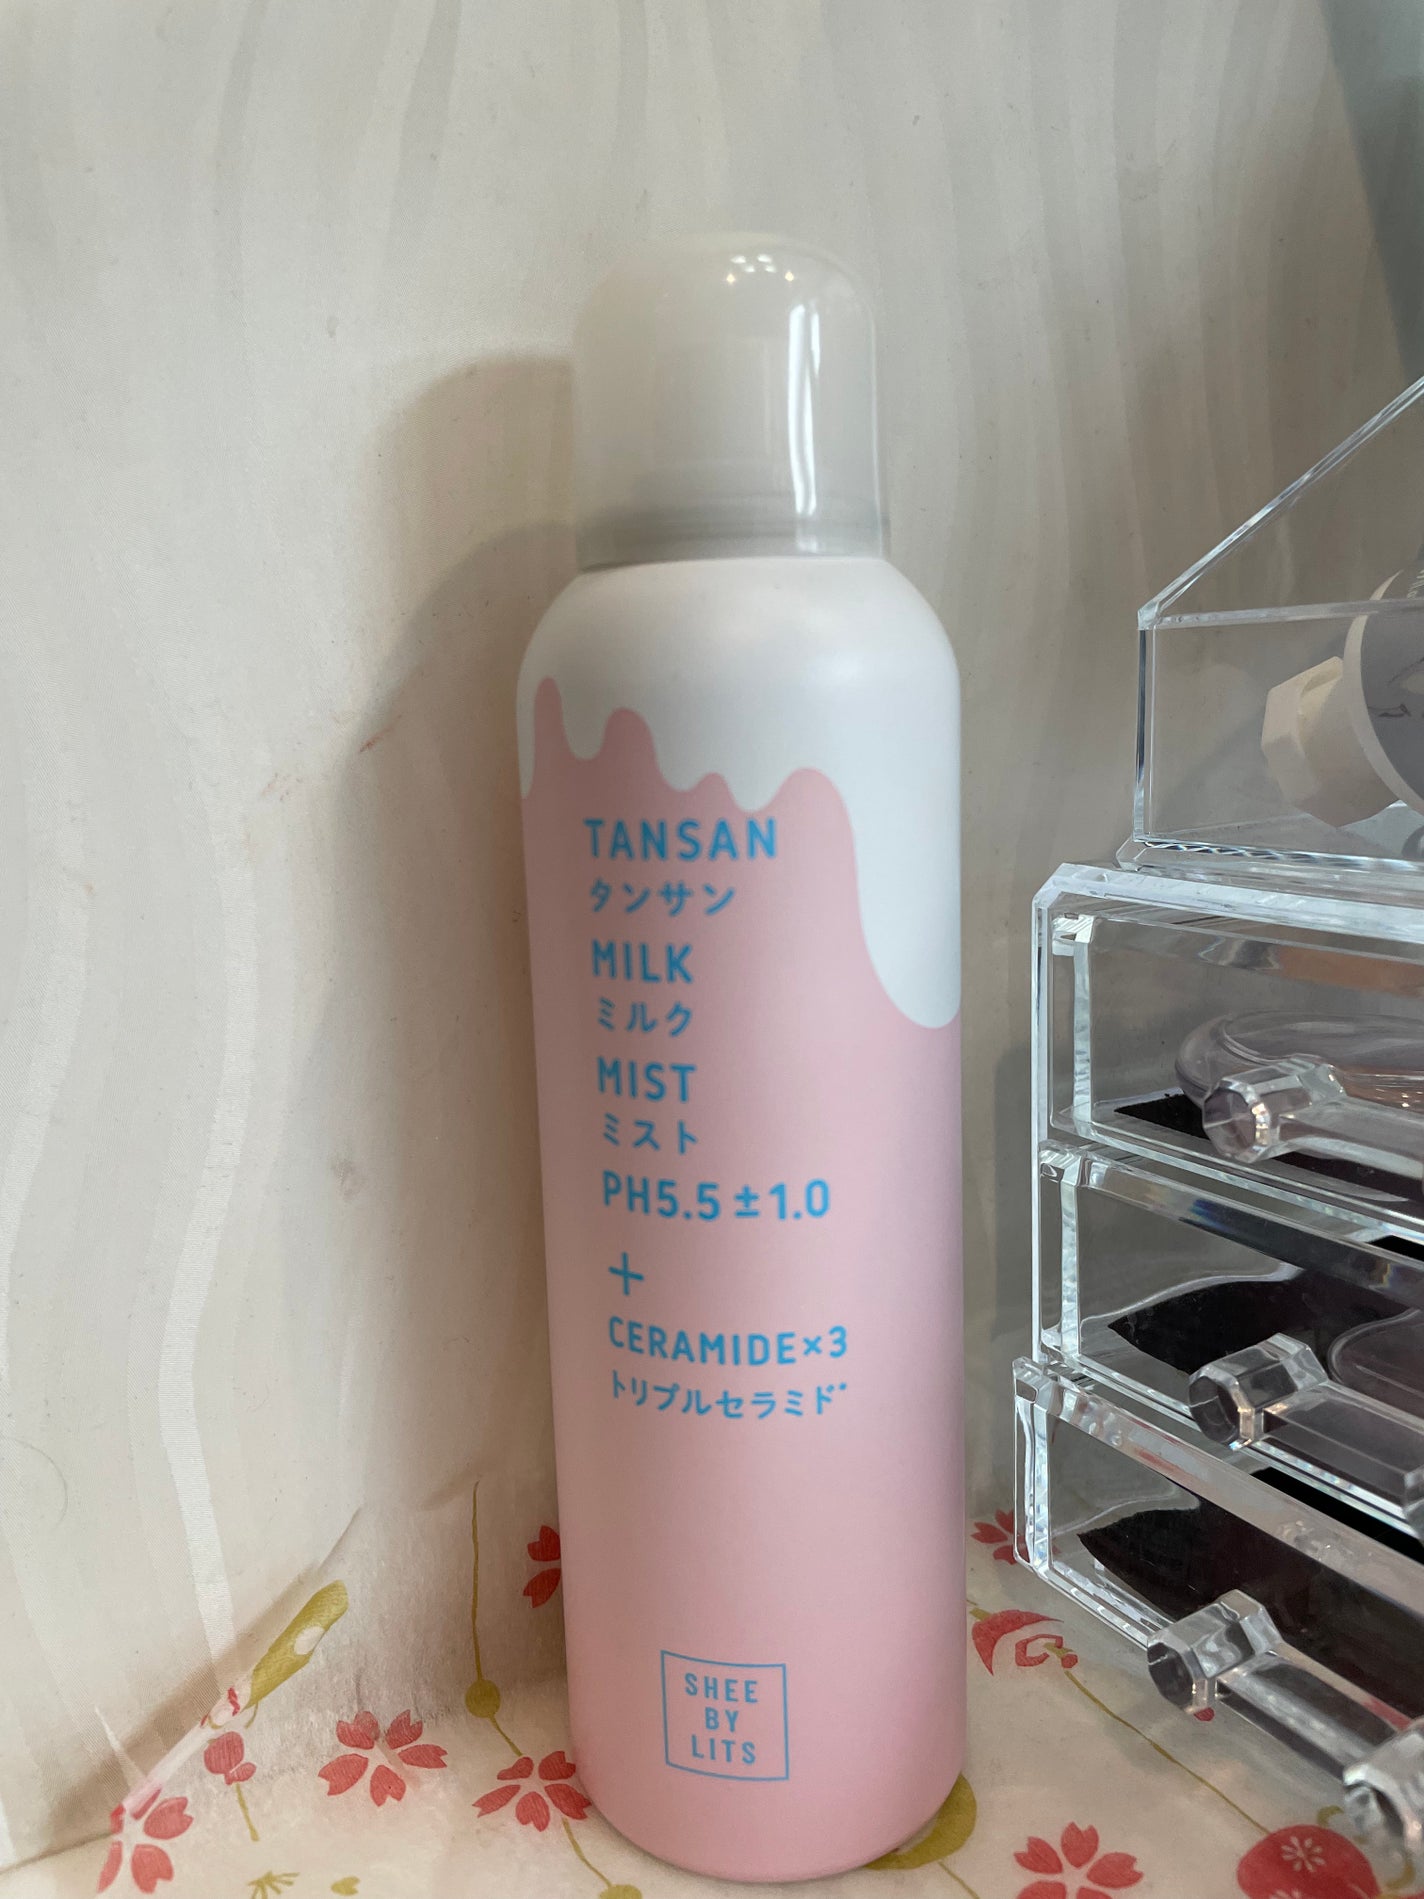 TANSAN
タンサン
MILK
ミルク
MIST
ミスト
PH5.5±1.0
+
CERAMIDE×3
トリプルセラミド*
SHEE
BY
LITS